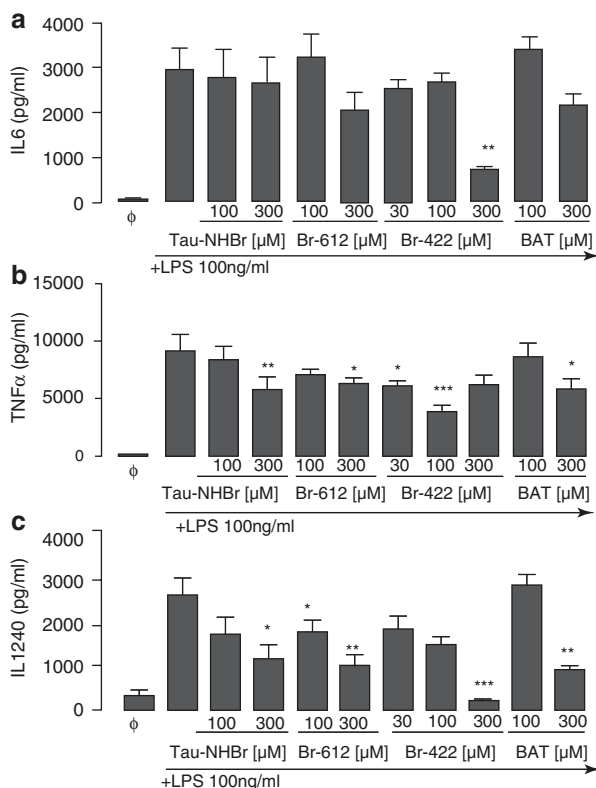 a
IL6 (pg/ml)
4000
3000
2000
1000
0
**
ϕ
100 300 100 300 30 100 300 100 300
Tau-NHBr [µM] Br-612 [µM] Br-422 [µM] BAT [µM]
+LPS 100ng/ml
b
TNFα (pg/ml)
15000
10000
5000
0
** * * *** *
ϕ
100 300 100 300 30 100 300 100 300
Tau-NHBr [µM] Br-612 [µM] Br-422 [µM] BAT [µM]
+LPS 100ng/ml
c
IL1240 (pg/ml)
4000
3000
2000
1000
0
* * ** *** **
ϕ
100 300 100 300 30 100 300 100 300
Tau-NHBr [µM] Br-612 [µM] Br-422 [µM] BAT [µM]
+LPS 100ng/ml